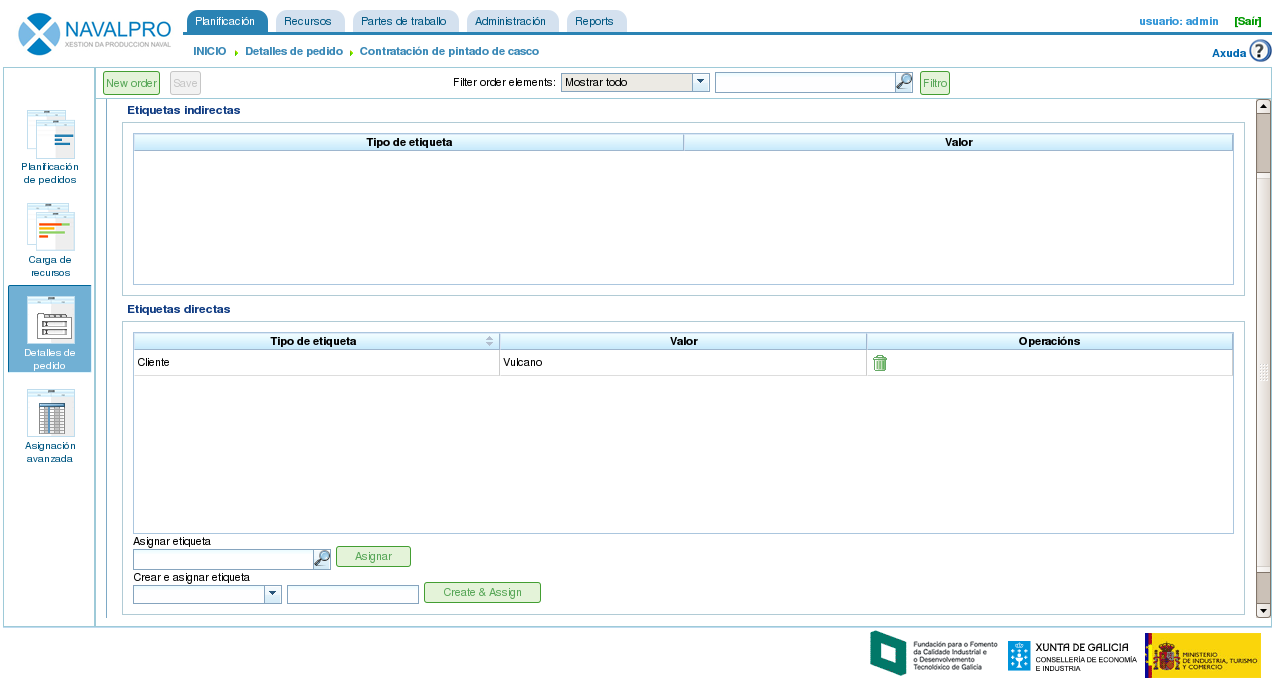 NAVALPRO
XESTION DA PRODUCCION NAVAL
Planificación Recursos Partes de traballo Administración Reports
usuario: admin [Sair]
INICIO Detalles de pedido Contratación de pintado de casco
Axuda
New order Save Filter order elements: Mostrar todo Filtro
Planificación
de pedidos
Carga de
recursos
Detalles de
pedido
Asignación
avanzada
Etiquetas indirectas
Tipo de etiqueta Valor
Etiquetas directas
Tipo de etiqueta Valor Operacións
Cliente Vulcano
Asignar etiqueta
Asignar
Crear e asignar etiqueta
Create & Assign
Fundación para o Fomento
da Calidade Industrial e
o Desenvolvemento
Tecnolóxico de Galicia
XUNTA DE GALICIA
CONSELLERÍA DE ECONOMÍA
E INDUSTRIA
MINISTERIO
DE INDUSTRIA, TURISMO
Y COMERCIO